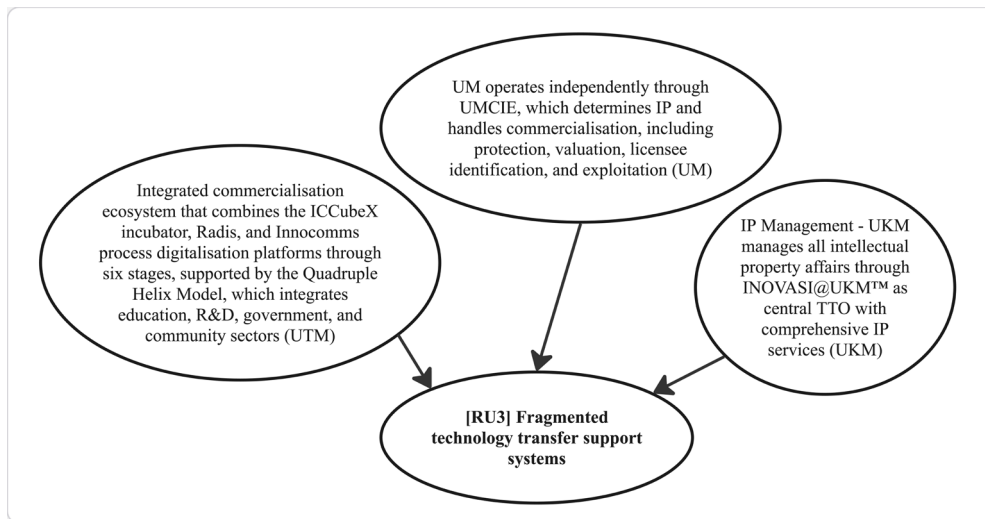 UM operates independently through
UMCIE, which determines IP and
handles commercialisation, including
protection, valuation, licensee
identification, and exploitation (UM)
Integrated commercialisation
ecosystem that combines the ICCubeX
incubator, Radis, and Innocomms
process digitalisation platforms through
six stages, supported by the Quadruple
Helix Model, which integrates
education, R&D, government, and
community sectors (UTM)
IP Management - UKM
manages all intellectual
property affairs through
INOVASI@UKM™ as
central TTO with
comprehensive IP
services (UKM)
[RU3] Fragmented
technology transfer support
systems